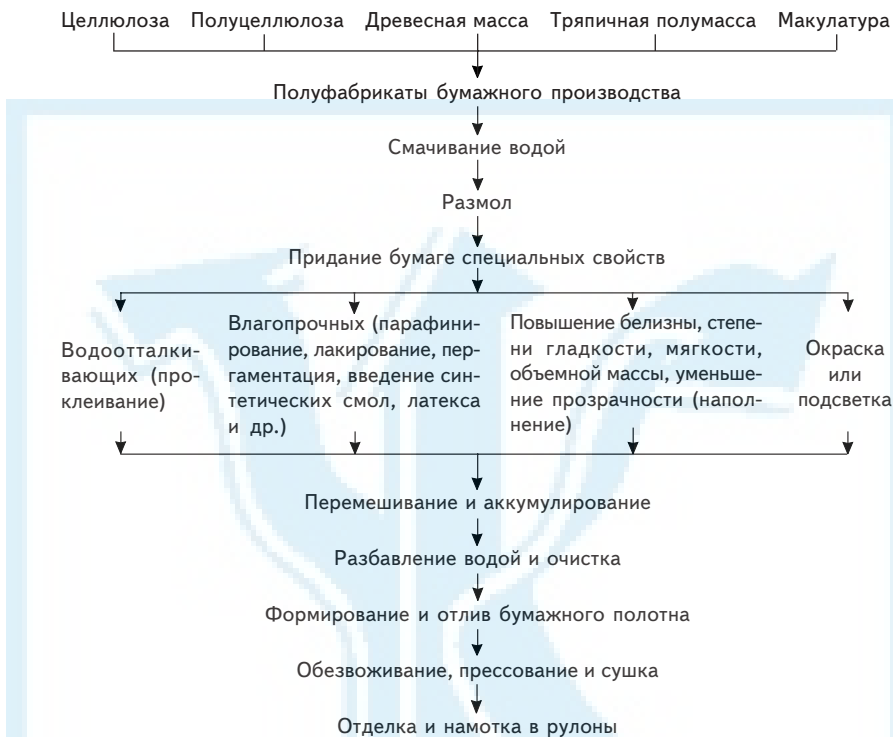 Целлюлоза Полуцеллюлоза Древесная масса Тряпичная полумасса Макулатура
Полуфабрикаты бумажного производства
Смачивание водой
Размол
Придание бумаге специальных свойств
Водоотталки-
вающих (про-
клеивание)
Влагопрочных (парафини-
рование, лакирование, пер-
гаментация, введение син-
тетических смол, латекса
и др.)
Повышение белизны, степе-
ни гладкости, мягкости,
объемной массы, уменьше-
ние прозрачности (напол-
нение)
Окраска
или
подсветка
Перемешивание и аккумулирование
Разбавление водой и очистка
Формирование и отлив бумажного полотна
Обезвоживание, прессование и сушка
Отделка и намотка в рулоны